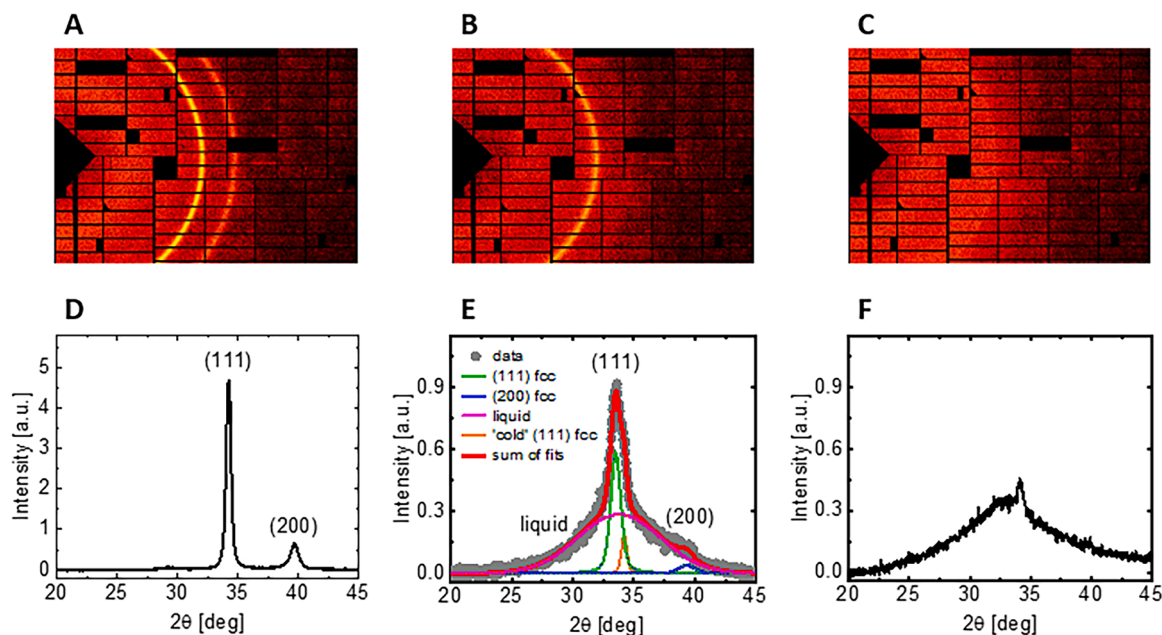 A
B
C
D
Intensity [a.u.]
5
4
3
2
1
0
(111)
(200)
20 25 30 35 40 45
2θ [deg]
E
Intensity [a.u.]
0.9
0.6
0.3
0.0
data
(111) fcc
(200) fcc
liquid
"cold" (111) fcc
sum of fits
(111)
liquid
(200)
20 25 30 35 40 45
2θ [deg]
F
Intensity [a.u.]
0.9
0.6
0.3
0.0
20 25 30 35 40 45
2θ [deg]